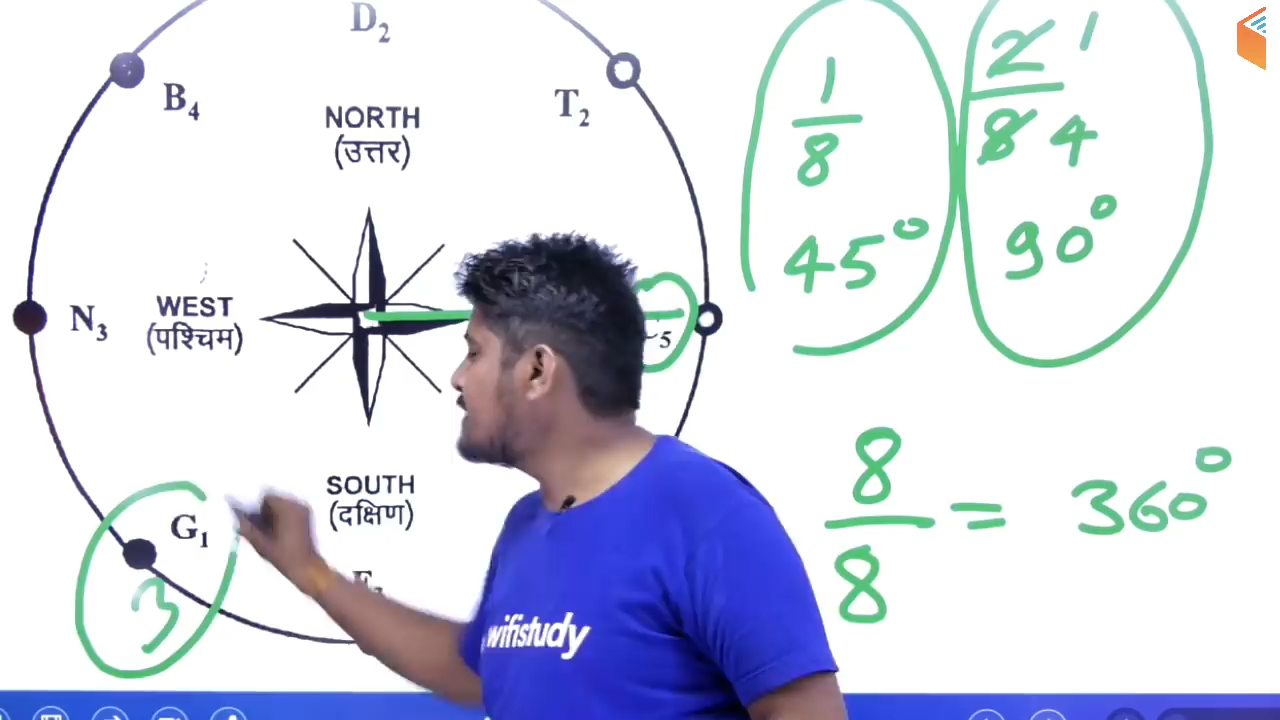 D2
B4
T2
NORTH
(उत्तर)
N3
WEST
(पश्चिम)
5
SOUTH
(दक्षिण)
G1
3
1
8
45°
2 1
8 4
90°
8
8
= 360°
wifistudy